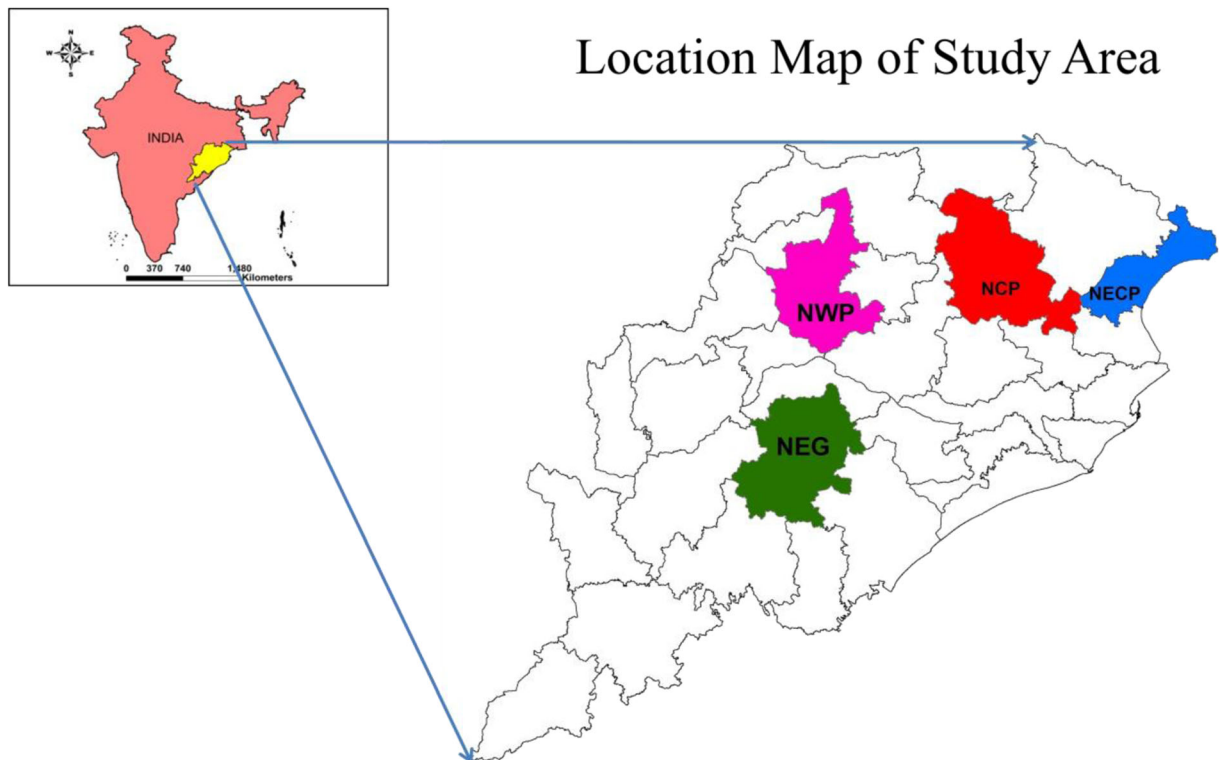 Location Map of Study Area
N
W E
S
INDIA
0 370 740 1,480
Kilometers
NWP
NCP
NECP
NEG